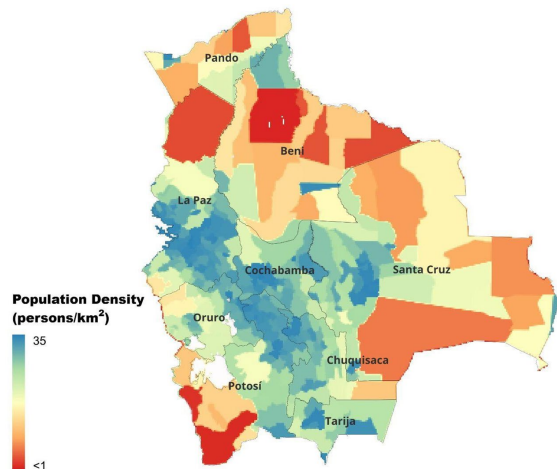 Pando
Beni
La Paz
Cochabamba
Santa Cruz
Population Density
(persons/km²)
Oruro
35
Chuquisaca
Potosí
Tarija
<1